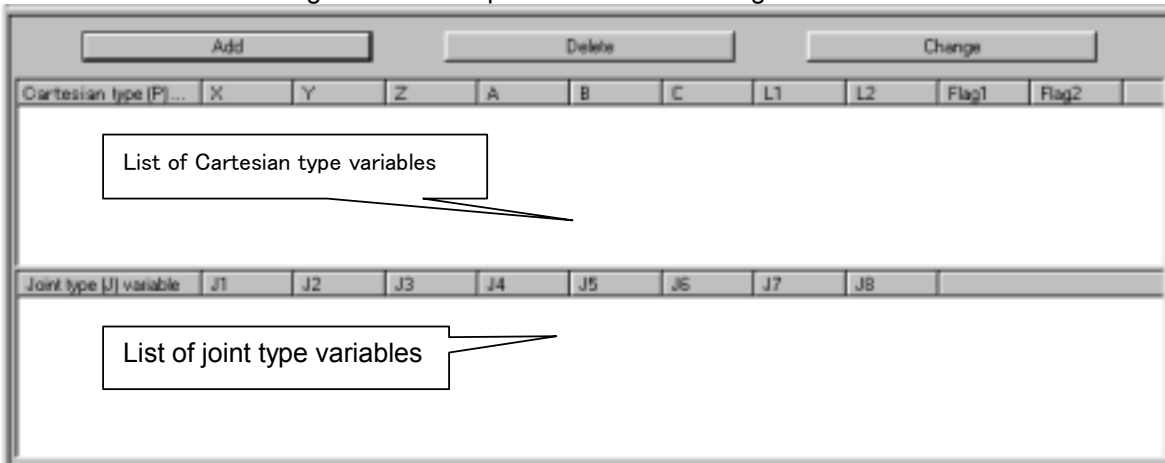 Add Delete Change
Cartesian type (P)... X Y Z A B C L1 L2 Flag1 Flag2
List of Cartesian type variables
Joint type (J) variable J1 J2 J3 J4 J5 J6 J7 J8
List of joint type variables